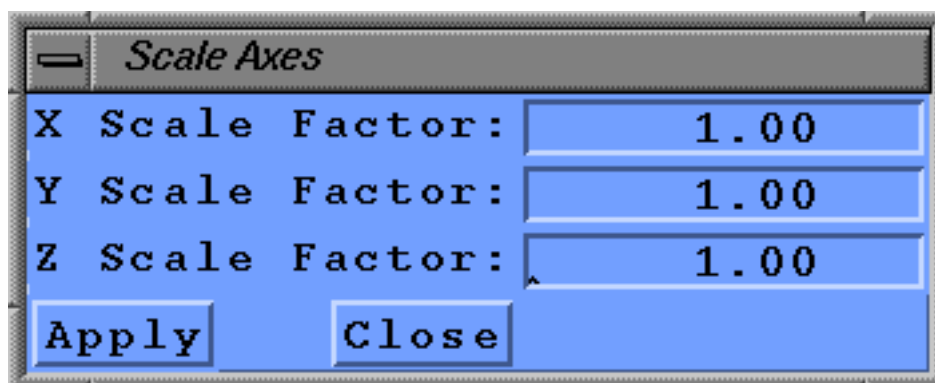 Scale Axes
X Scale Factor: 1.00
Y Scale Factor: 1.00
Z Scale Factor: 1.00
Apply Close